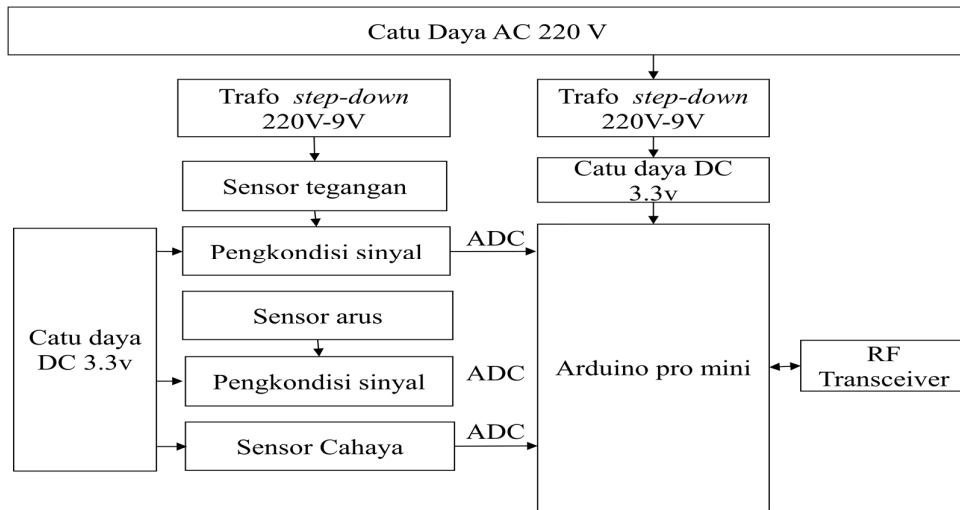 Catu Daya AC 220 V
Trafo step-down
220V-9V
Trafo step-down
220V-9V
Sensor tegangan
Catu daya DC
3.3v
Pengkondisi sinyal
ADC
Sensor arus
Catu daya
DC 3.3v
Pengkondisi sinyal
ADC
Arduino pro mini
RF
Transceiver
Sensor Cahaya
ADC